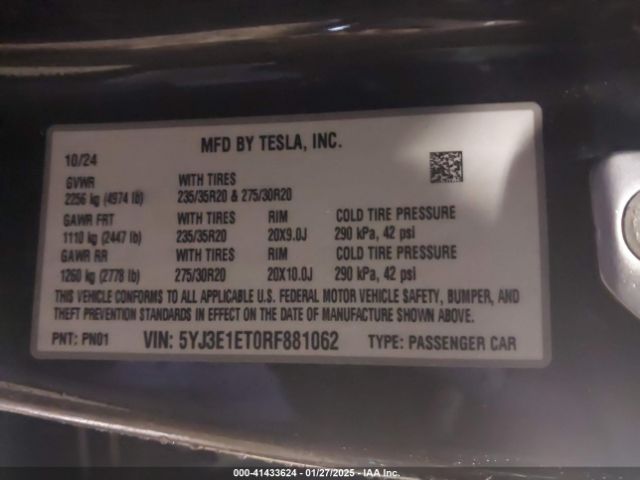 MFD BY TESLA, INC.
10/24
GVWR WITH TIRES
2256 kg (4974 lb) 235/35R20 & 275/30R20
GAWR FRT WITH TIRES RIM COLD TIRE PRESSURE
1110 kg (2447 lb) 235/35R20 20X9.0J 290 kPa, 42 psi
GAWR RR WITH TIRES RIM COLD TIRE PRESSURE
1260 kg (2778 lb) 275/30R20 20X10.0J 290 kPa, 42 psi
THIS VEHICLE CONFORMS TO ALL APPLICABLE U.S. FEDERAL MOTOR VEHICLE SAFETY, BUMPER, AND
THEFT PREVENTION STANDARDS IN EFFECT ON THE DATE OF MANUFACTURE SHOWN ABOVE.
PNT: PN01 VIN: 5YJ3E1ET0RF881062 TYPE: PASSENGER CAR
000-41433624 - 01/27/2025 - IAA Inc.